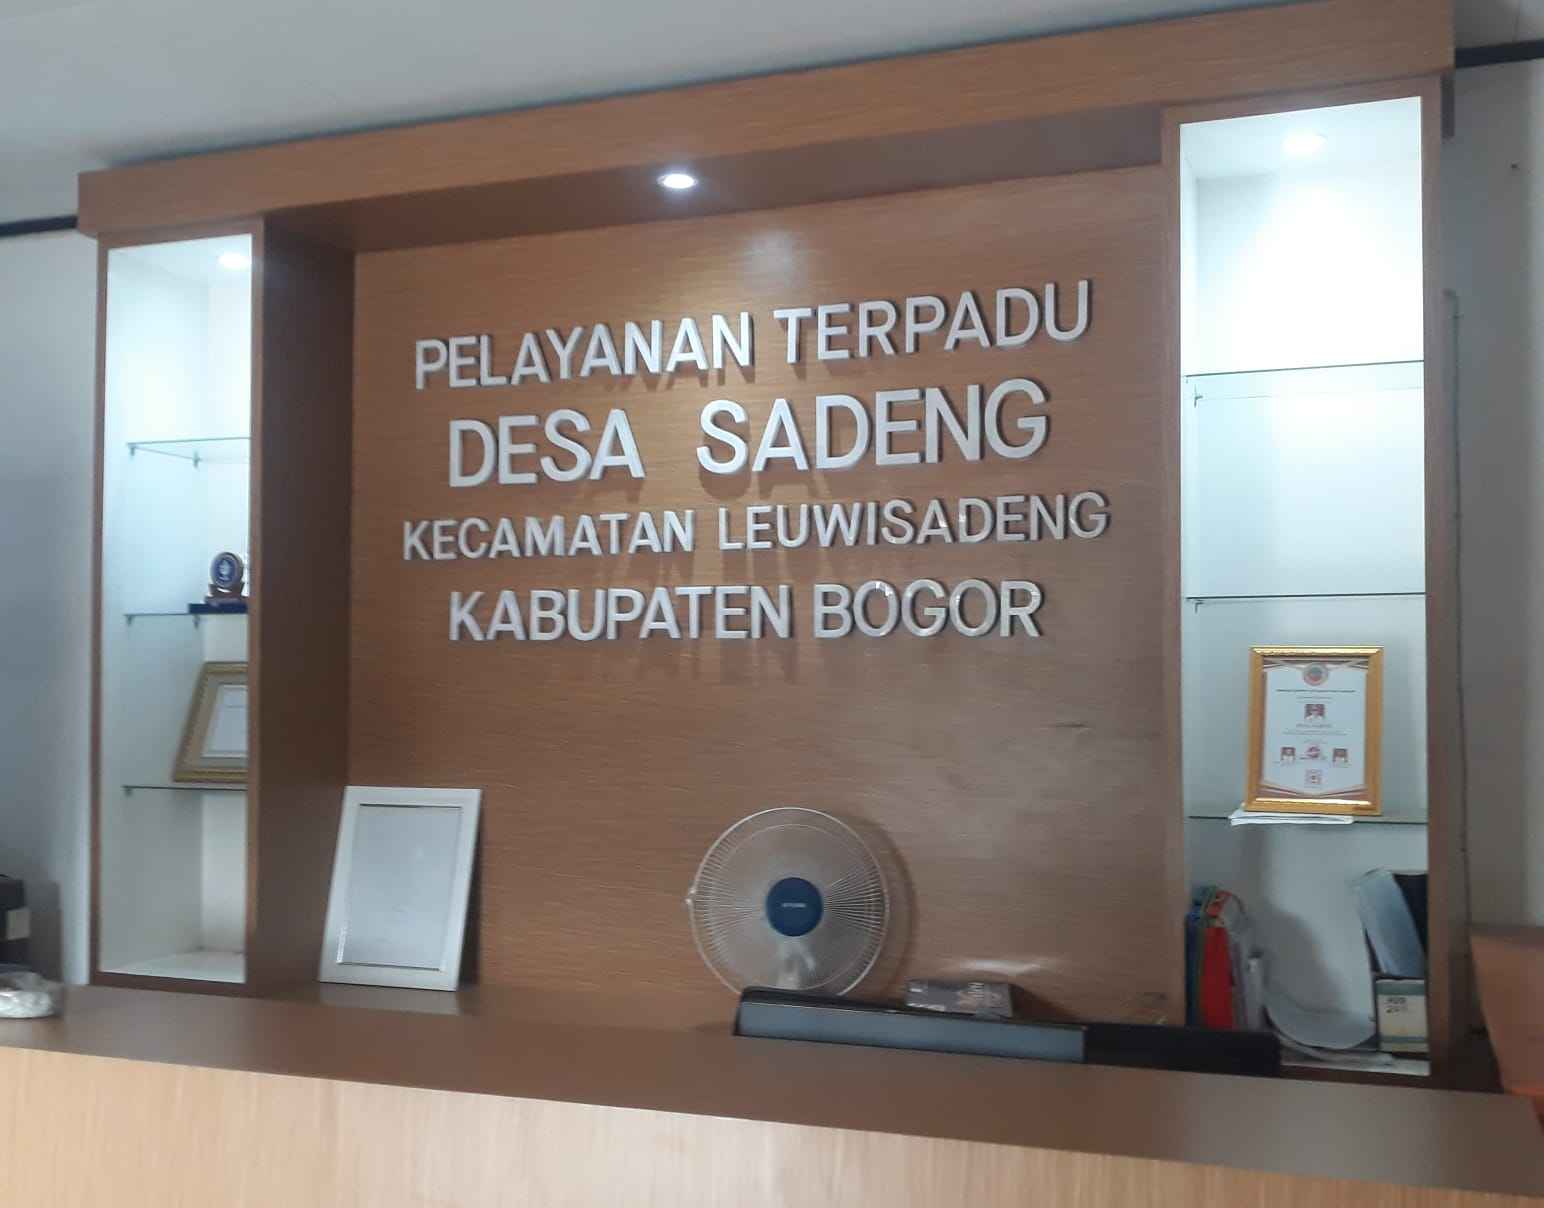 PELAYANAN TERPADU
DESA SADENG
KECAMATAN LEUWISADENG
KABUPATEN BOGOR